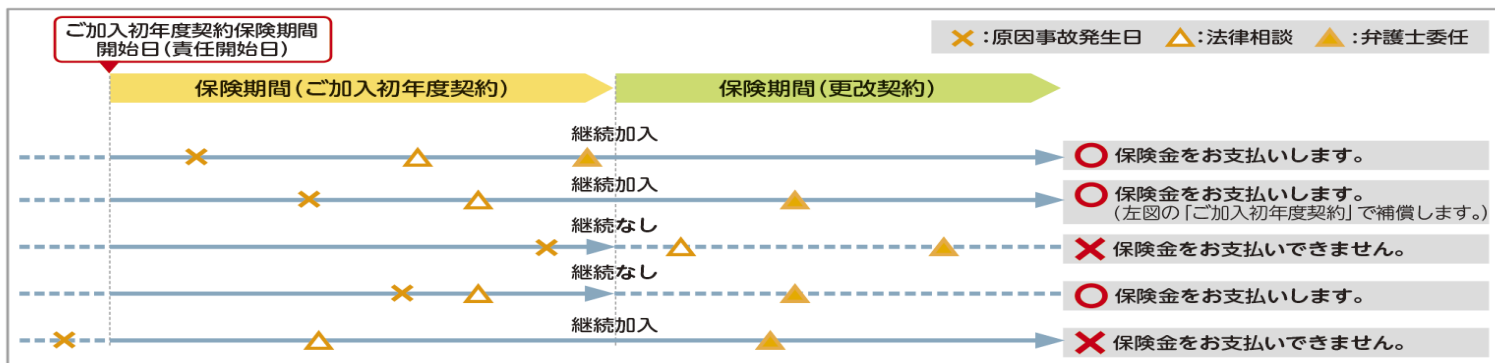 ご加入初年度契約保険期間
開始日(責任開始日)
×:原因事故発生日 △:法律相談 ▲:弁護士委任
保険期間(ご加入初年度契約)
保険期間(更改契約)
継続加入
保険金をお支払いします。
継続加入
保険金をお支払いします。
(左図の「ご加入初年度契約」で補償します。)
継続なし
保険金をお支払いできません。
継続なし
保険金をお支払いします。
継続加入
保険金をお支払いできません。